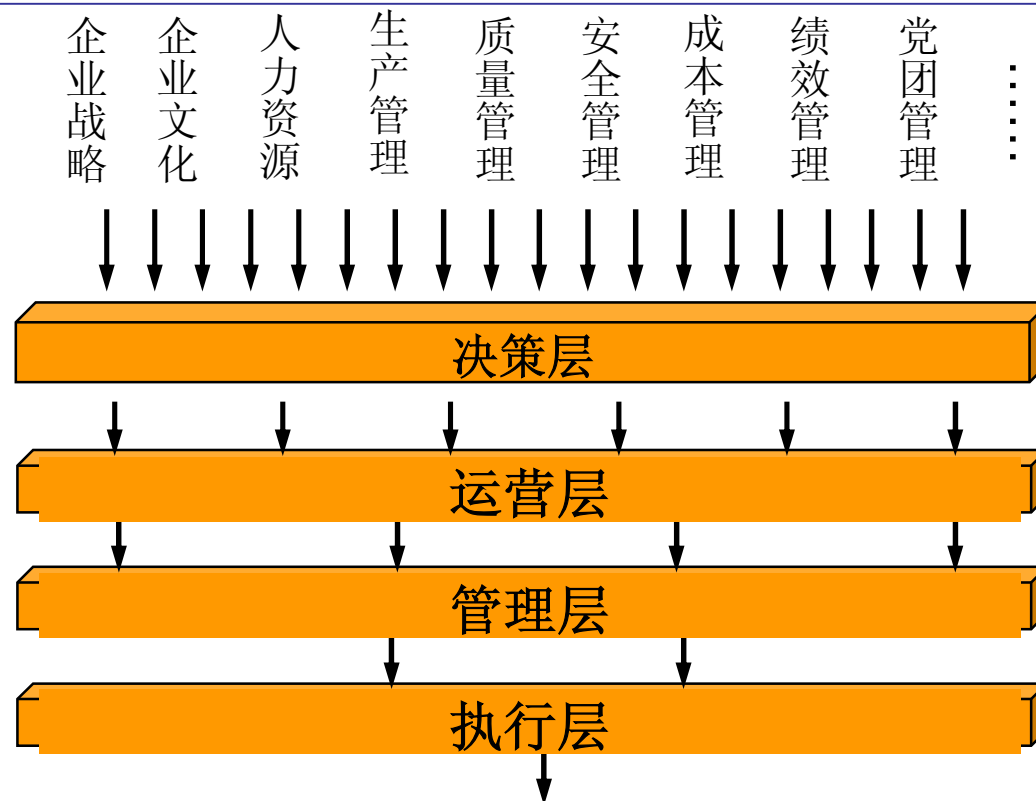 企业战略
企业文化
人力资源
生产管理
质量管理
安全管理
成本管理
绩效管理
党团管理
……
决策层
运营层
管理层
执行层